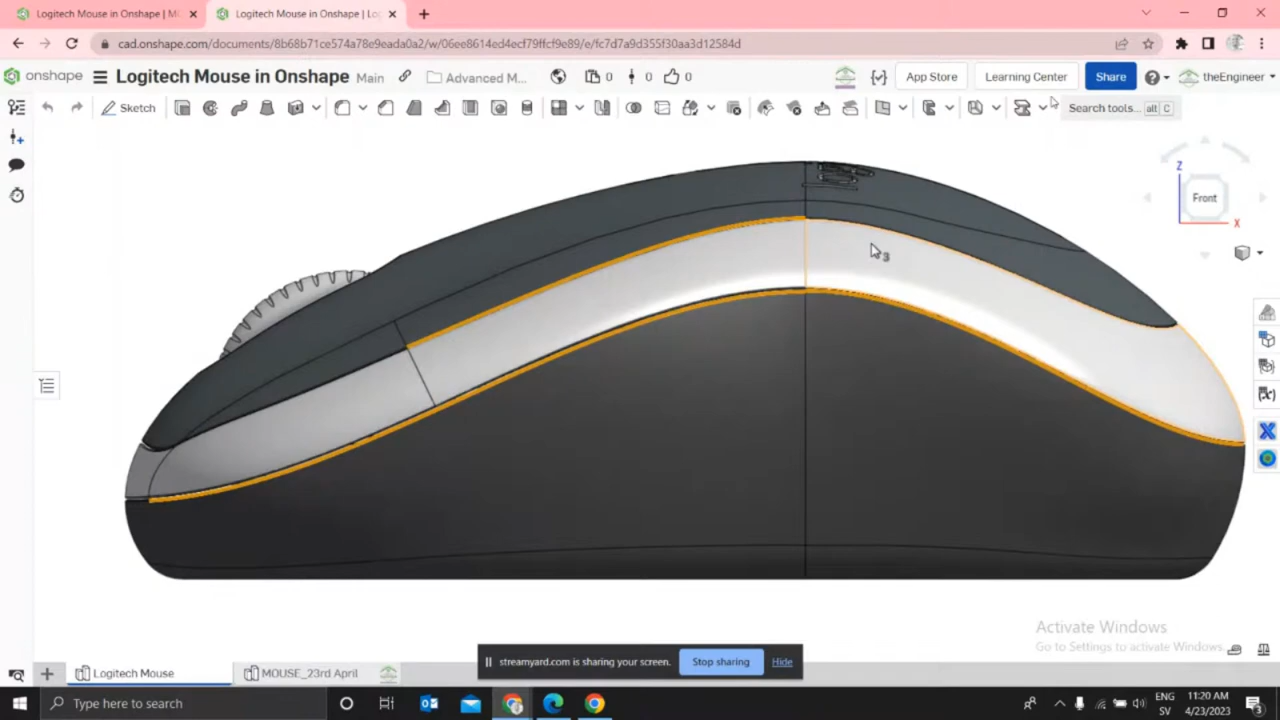 Logitech Mouse in Onshape | M
Logitech Mouse in Onshape | Log
cad.onshape.com/documents/8b68b71ce574a78e9eada0a2/w/06ee8614ed4ecf79ffcf9e89/e/fc7d7a9d355f30aa3d12584d
onshape Logitech Mouse in Onshape Main Advanced M... 0 0 0 App Store Learning Center Share theEngineer
Sketch Search tools... alt C
Z
Front
X
3
Activate Windows
Go to Settings to activate Windows.
streamyard.com is sharing your screen. Stop sharing Hide
Logitech Mouse MOUSE_23rd April
Type here to search
ENG
SV
11:20 AM
4/23/2023
3